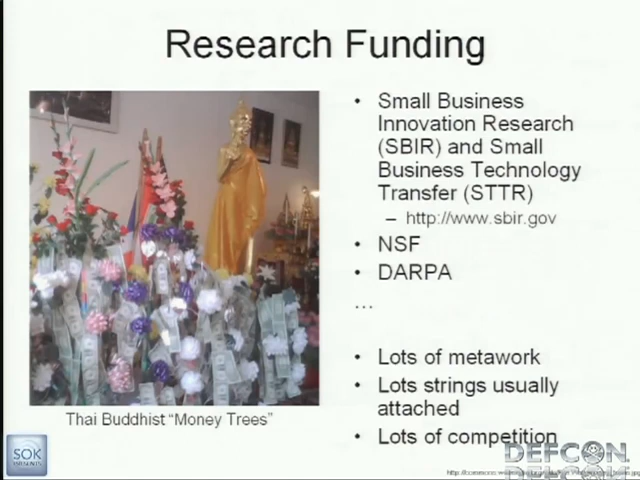 Research Funding
• Small Business
Innovation Research
(SBIR) and Small
Business Technology
Transfer (STTR)
– http://www.sbir.gov
• NSF
• DARPA
…
• Lots of metawork
• Lots strings usually
attached
• Lots of competition
Thai Buddhist “Money Trees”
SOK
DEFCON